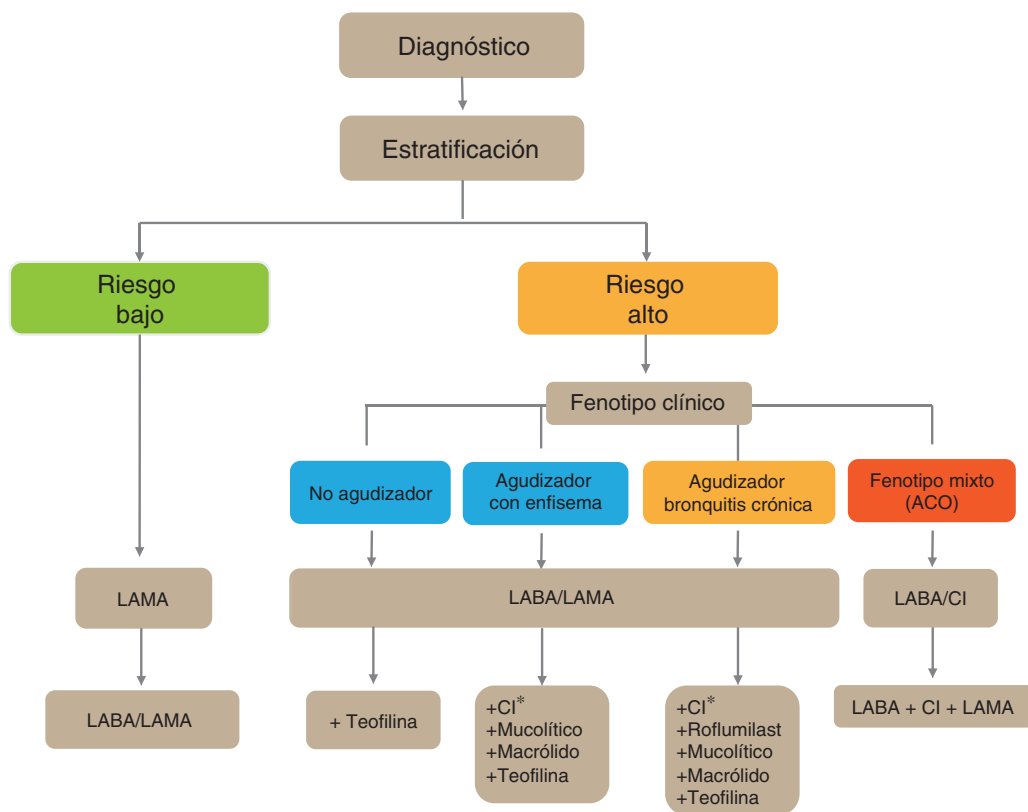 Diagnóstico
Estratificación
Riesgo
bajo
Riesgo
alto
Fenotipo clínico
No agudizador
Agudizador
con enfisema
Agudizador
bronquitis crónica
Fenotipo mixto
(ACO)
LAMA
LABA/LAMA
LABA/CI
LABA/LAMA
+ Teofilina
+CI*
+Mucolítico
+Macrólido
+Teofilina
+CI*
+Roflumilast
+Mucolítico
+Macrólido
+Teofilina
LABA + CI + LAMA